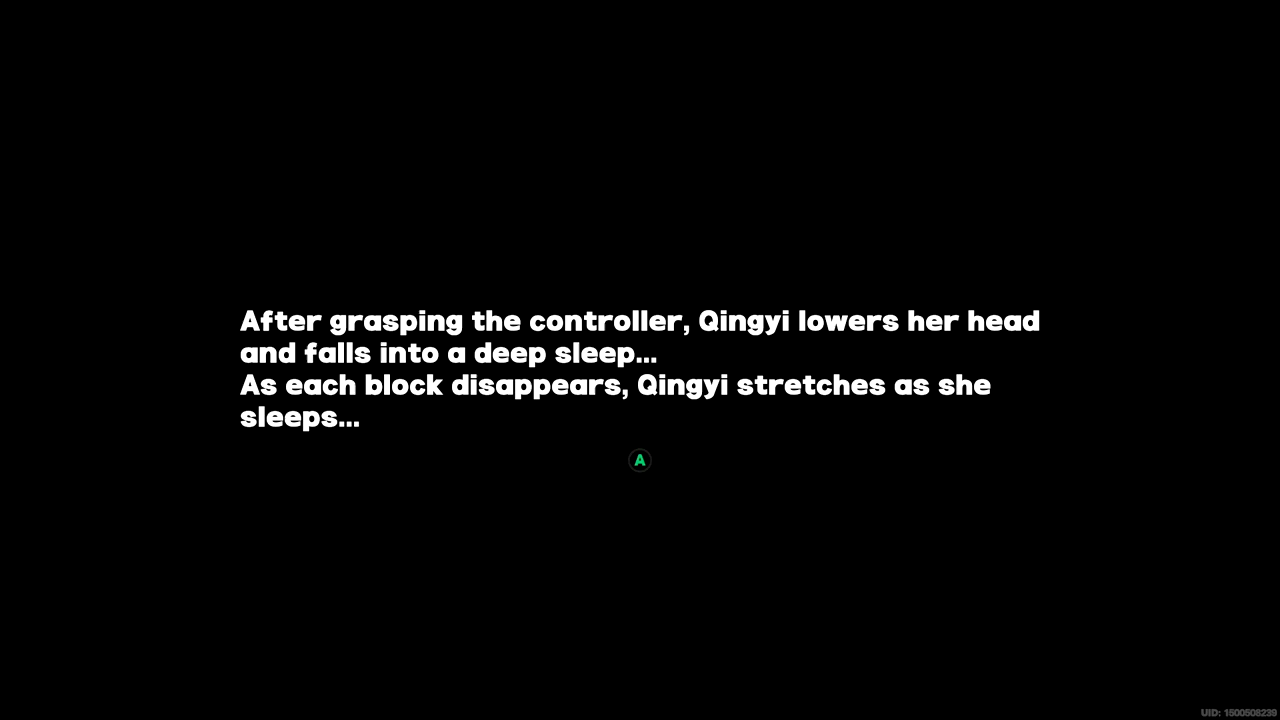 After grasping the controller, Qingyi lowers her head
and falls into a deep sleep...
As each block disappears, Qingyi stretches as she
sleeps...
A
UID: 1500508239